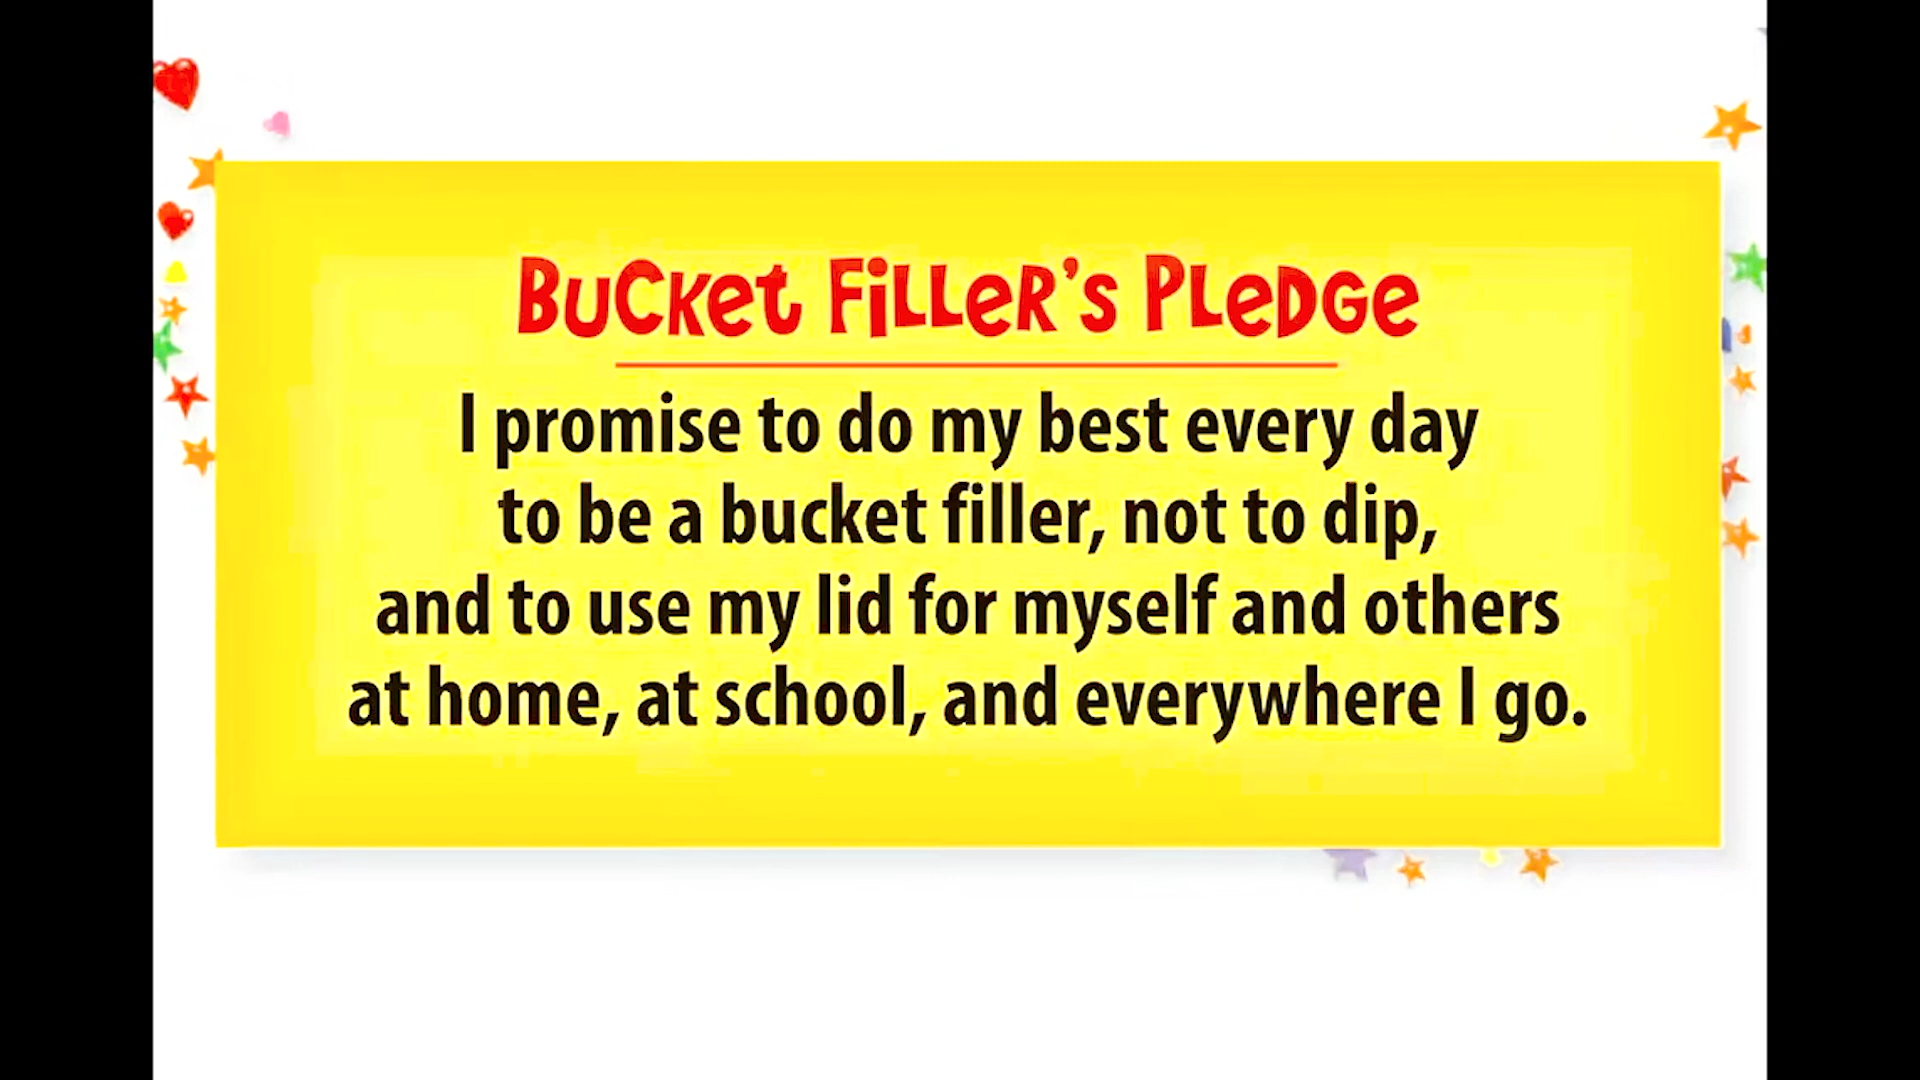 Bucket Filler's Pledge
I promise to do my best every day
to be a bucket filler, not to dip,
and to use my lid for myself and others
at home, at school, and everywhere I go.